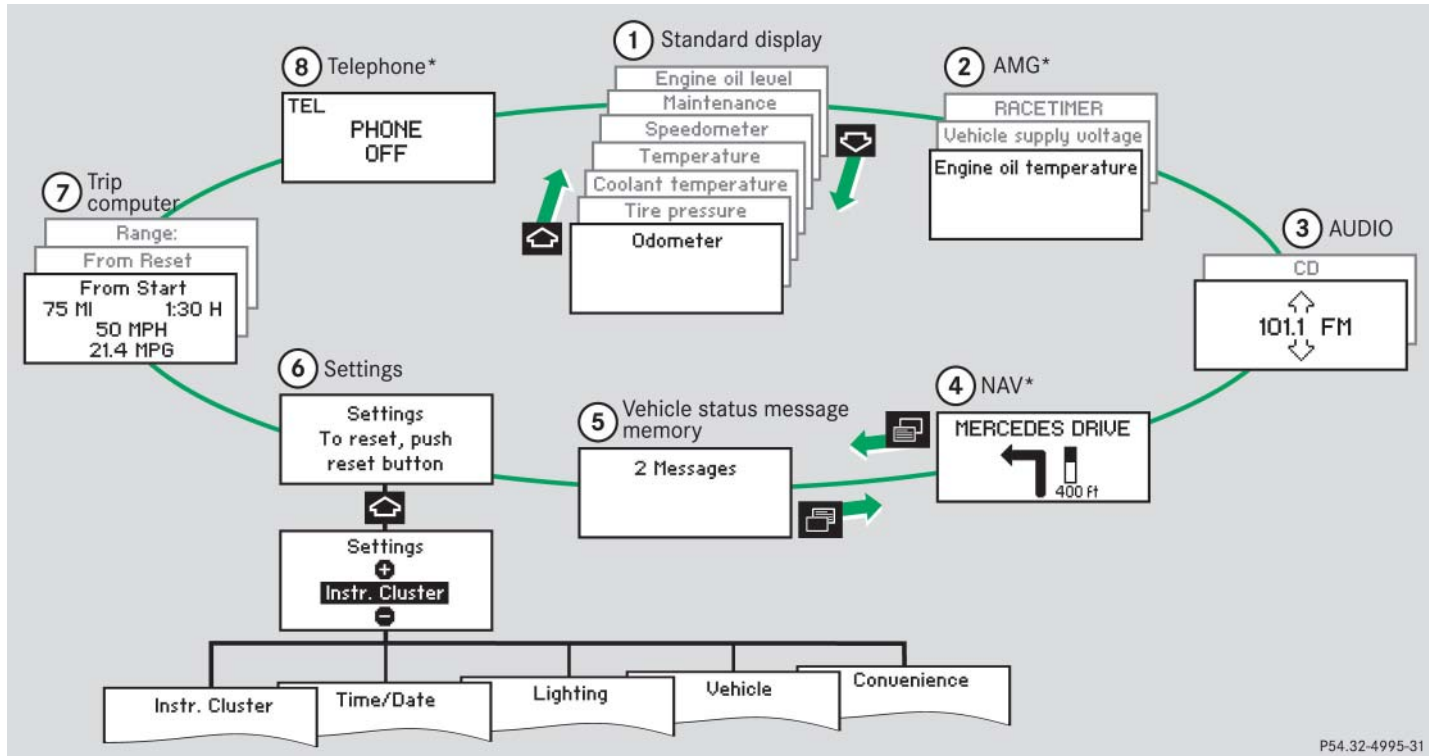 1 Standard display
Engine oil level
Maintenance
Speedometer
Temperature
Coolant temperature
Tire pressure
Odometer
2 AMG*
RACETIMER
Vehicle supply voltage
Engine oil temperature
3 AUDIO
CD
101.1 FM
4 NAV*
MERCEDES DRIVE
400 ft
5 Vehicle status message
memory
2 Messages
6 Settings
Settings
To reset, push
reset button
Settings
Instr. Cluster
Instr. Cluster
Time/Date
Lighting
Vehicle
Convenience
7 Trip
computer
Range:
From Reset
From Start
75 MI 1:30 H
50 MPH
21.4 MPG
8 Telephone*
TEL
PHONE
OFF
P54.32-4995-31